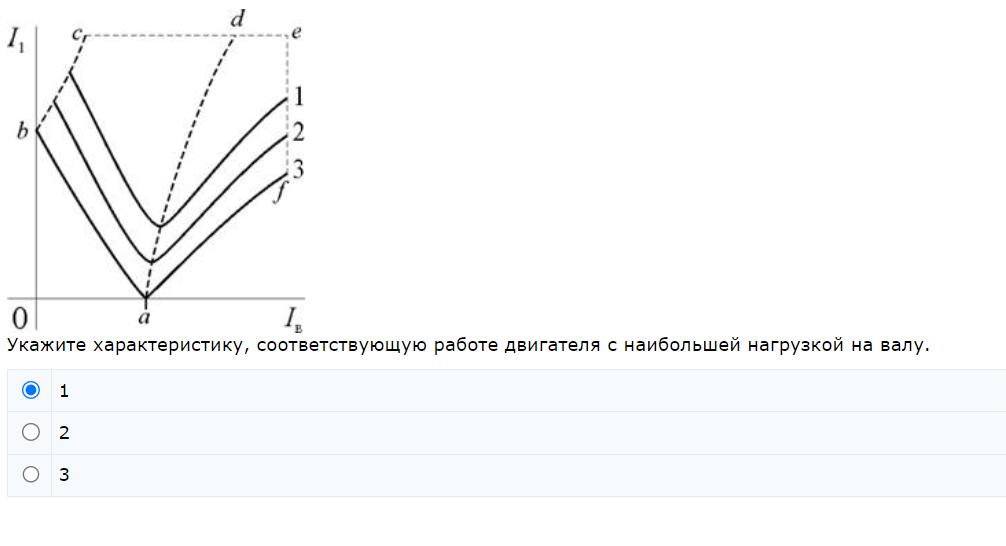 I₁ c d e
1
b 2
3
f
0 a Iв
Укажите характеристику, соответствующую работе двигателя с наибольшей нагрузкой на валу.
1
2
3